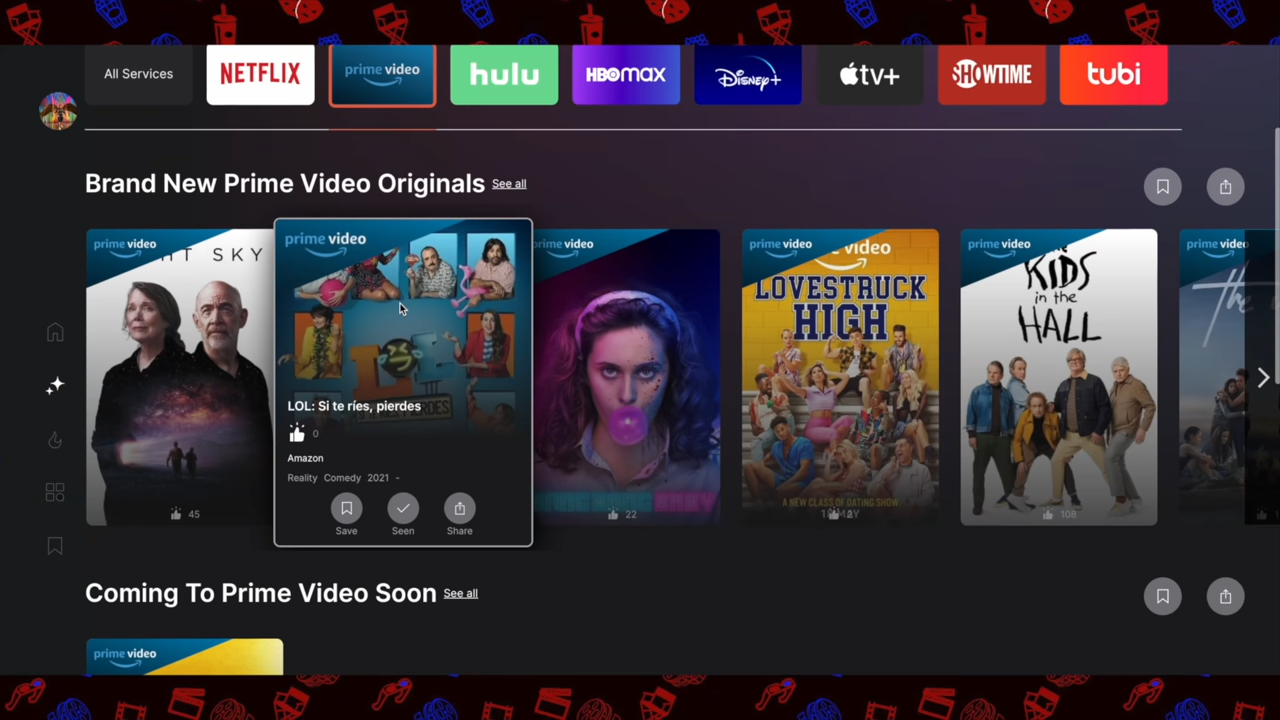 All Services
NETFLIX
prime video
hulu
HBOMAX
Disney+
tv+
SHOWTIME
tubi
Brand New Prime Video Originals See all
prime video
HT SKY
45
prime video
LOL: Si te ríes, pierdes
0
Amazon
Reality Comedy 2021 -
Save Seen Share
prime video
22
prime video
video
LOVESTRUCK
HIGH
A NEW CLASS OF DATING SHOW
prime video
KIDS
in the
HALL
108
prime video
Coming To Prime Video Soon See all
prime video